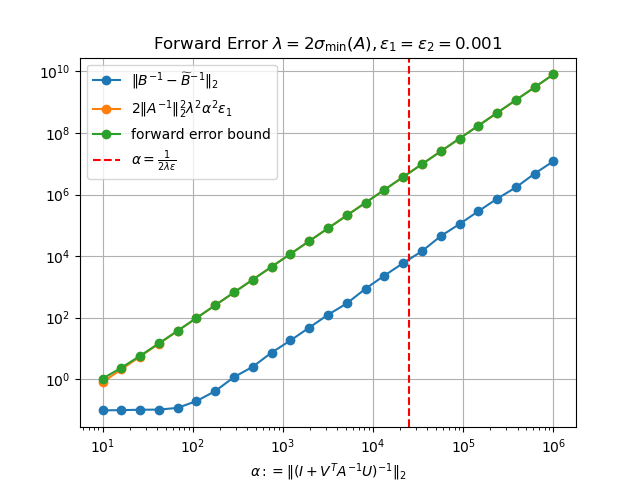 Forward Error λ = 2σ_min(A), ε₁ = ε₂ = 0.001
‖B⁻¹ − B̃⁻¹‖₂
2‖A⁻¹‖₂²λ²α²ε₁
forward error bound
α = 1/(2λε)
10¹⁰
10⁸
10⁶
10⁴
10²
10⁰
10¹ 10² 10³ 10⁴ 10⁵ 10⁶
α := ‖(I + VᵀA⁻¹U)⁻¹‖₂